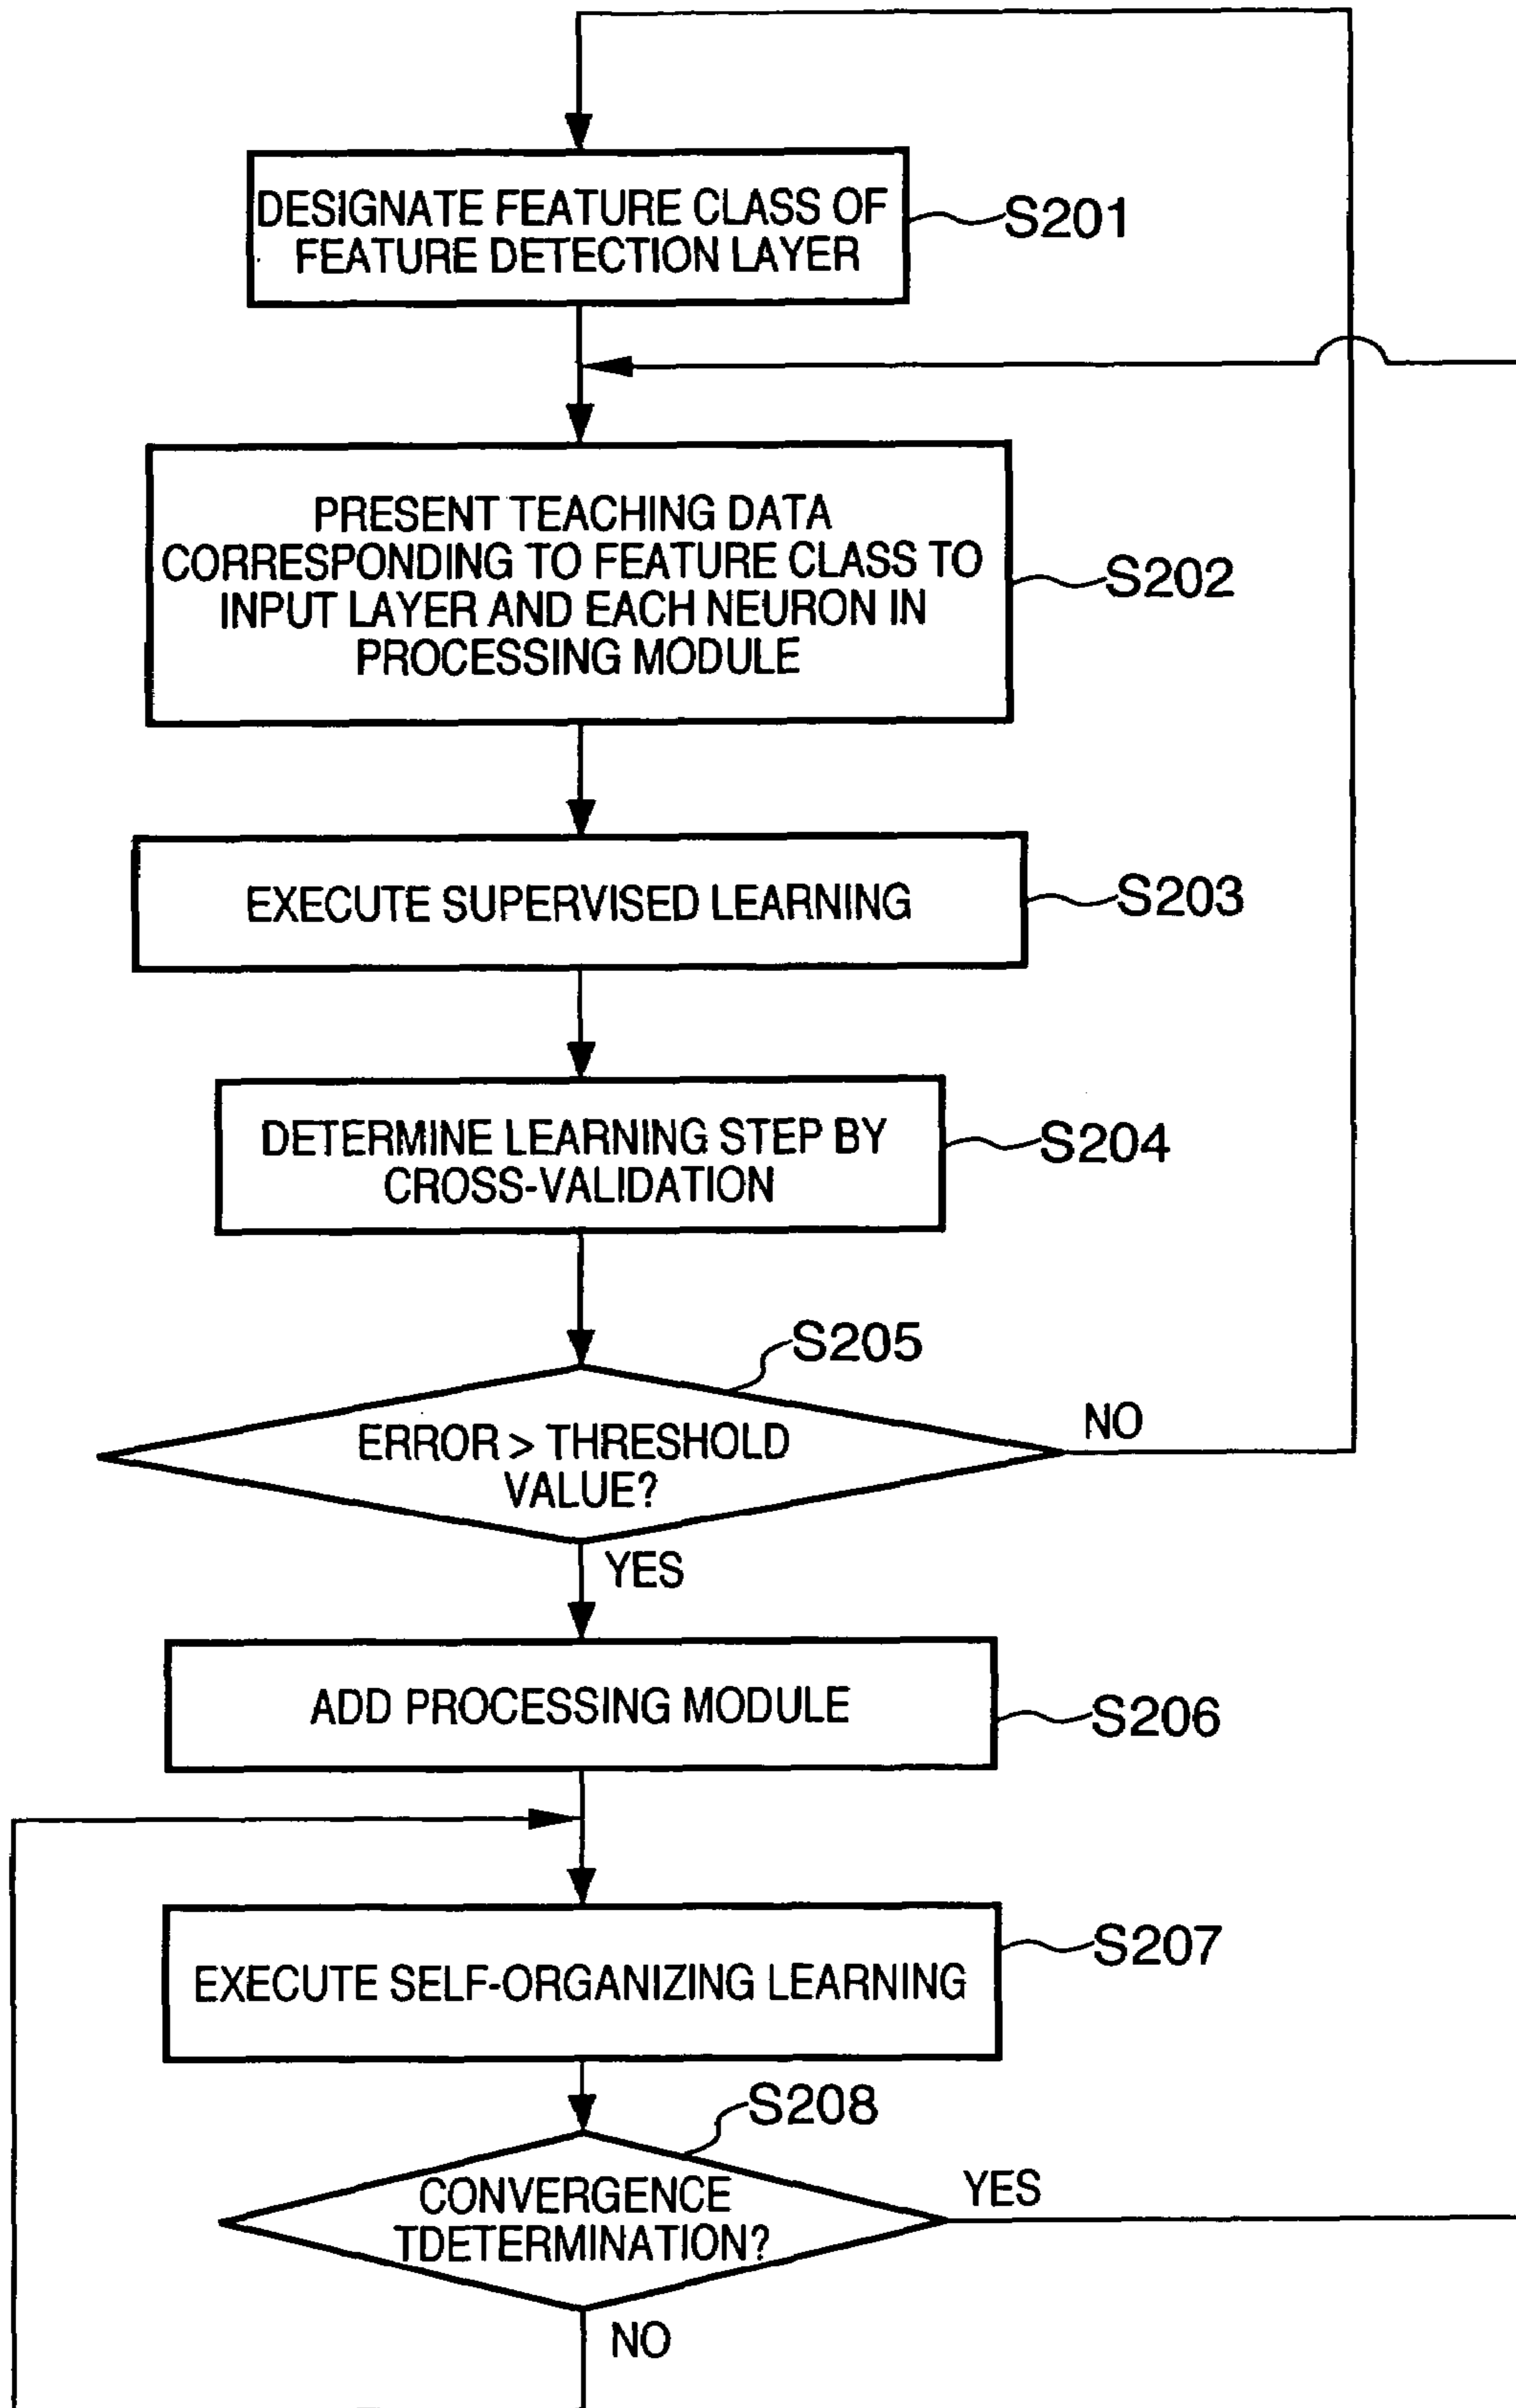 DESIGNATE FEATURE CLASS OF
FEATURE DETECTION LAYER
S201
PRESENT TEACHING DATA
CORRESPONDING TO FEATURE CLASS TO
INPUT LAYER AND EACH NEURON IN
PROCESSING MODULE
S202
EXECUTE SUPERVISED LEARNING
S203
DETERMINE LEARNING STEP BY
CROSS-VALIDATION
S204
S205
ERROR > THRESHOLD
VALUE?
NO
YES
ADD PROCESSING MODULE
S206
EXECUTE SELF-ORGANIZING LEARNING
S207
S208
CONVERGENCE
TDETERMINATION?
YES
NO